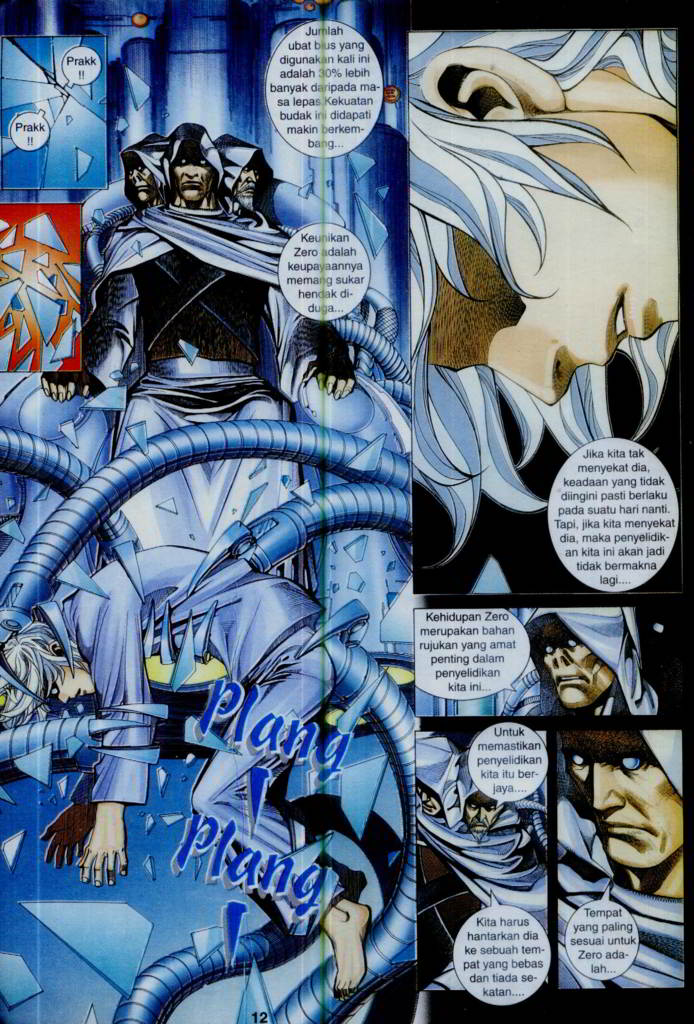 Prakk
!!
Prakk
!!
Jumlah
ubat bius yang
digunakan kali ini
adalah 30% lebih
banyak daripada ma-
sa lepas.Kekuatan
budak ini didapati
makin berkem-
bang...
Keunikan
Zero adalah
keupayaannya
memang sukar
hendak di-
duga...
Plang
!
Plang
!
Jika kita tak
menyekat dia,
keadaan yang tidak
diingini pasti berlaku
pada suatu hari nanti.
Tapi, jika kita menyekat
dia, maka penyelidik-
an kita ini akah jadi
tidak bermakna
lagi....
Kehidupan Zero
merupakan bahan
rujukan yang amat
penting dalam
penyelidikan
kita ini...
Untuk
memastikan
penyelidikan
kita itu ber-
jaya....
Kita harus
hantarkan dia
ke sebuah tem-
pat yang bebas
dan tiada se-
katan....
Tempat
yang paling
sesuai untuk
Zero ada-
lah...
12